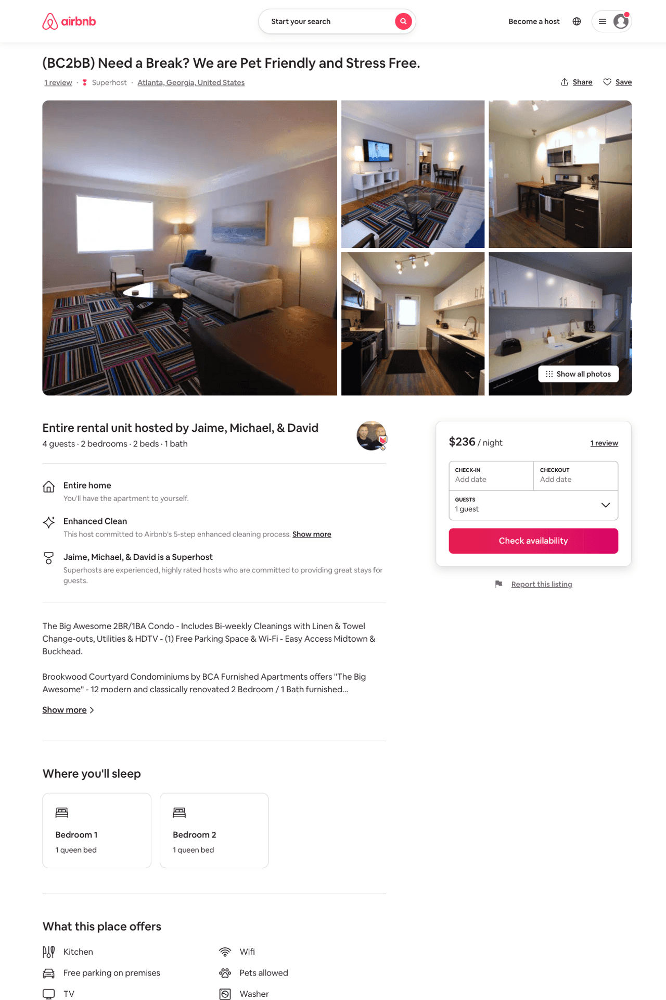 airbnb
Start your search
Become a host
(BC2bB) Need a Break? We are Pet Friendly and Stress Free.
1 review · Superhost · Atlanta, Georgia, United States
Share Save
Show all photos
Entire rental unit hosted by Jaime, Michael, & David
4 guests · 2 bedrooms · 2 beds · 1 bath
Entire home
You'll have the apartment to yourself.
Enhanced Clean
This host committed to Airbnb's 5-step enhanced cleaning process. Show more
Jaime, Michael, & David is a Superhost
Superhosts are experienced, highly rated hosts who are committed to providing great stays for
guests.
$236 / night
1 review
CHECK-IN
Add date
CHECKOUT
Add date
GUESTS
1 guest
Check availability
Report this listing
The Big Awesome 2BR/1BA Condo - Includes Bi-weekly Cleanings with Linen & Towel
Change-outs, Utilities & HDTV - (1) Free Parking Space & Wi-Fi - Easy Access Midtown &
Buckhead.
Brookwood Courtyard Condominiums by BCA Furnished Apartments offers "The Big
Awesome" - 12 modern and classically renovated 2 Bedroom / 1 Bath furnished...
Show more
Where you'll sleep
Bedroom 1
1 queen bed
Bedroom 2
1 queen bed
What this place offers
Kitchen
Wifi
Free parking on premises
Pets allowed
TV
Washer